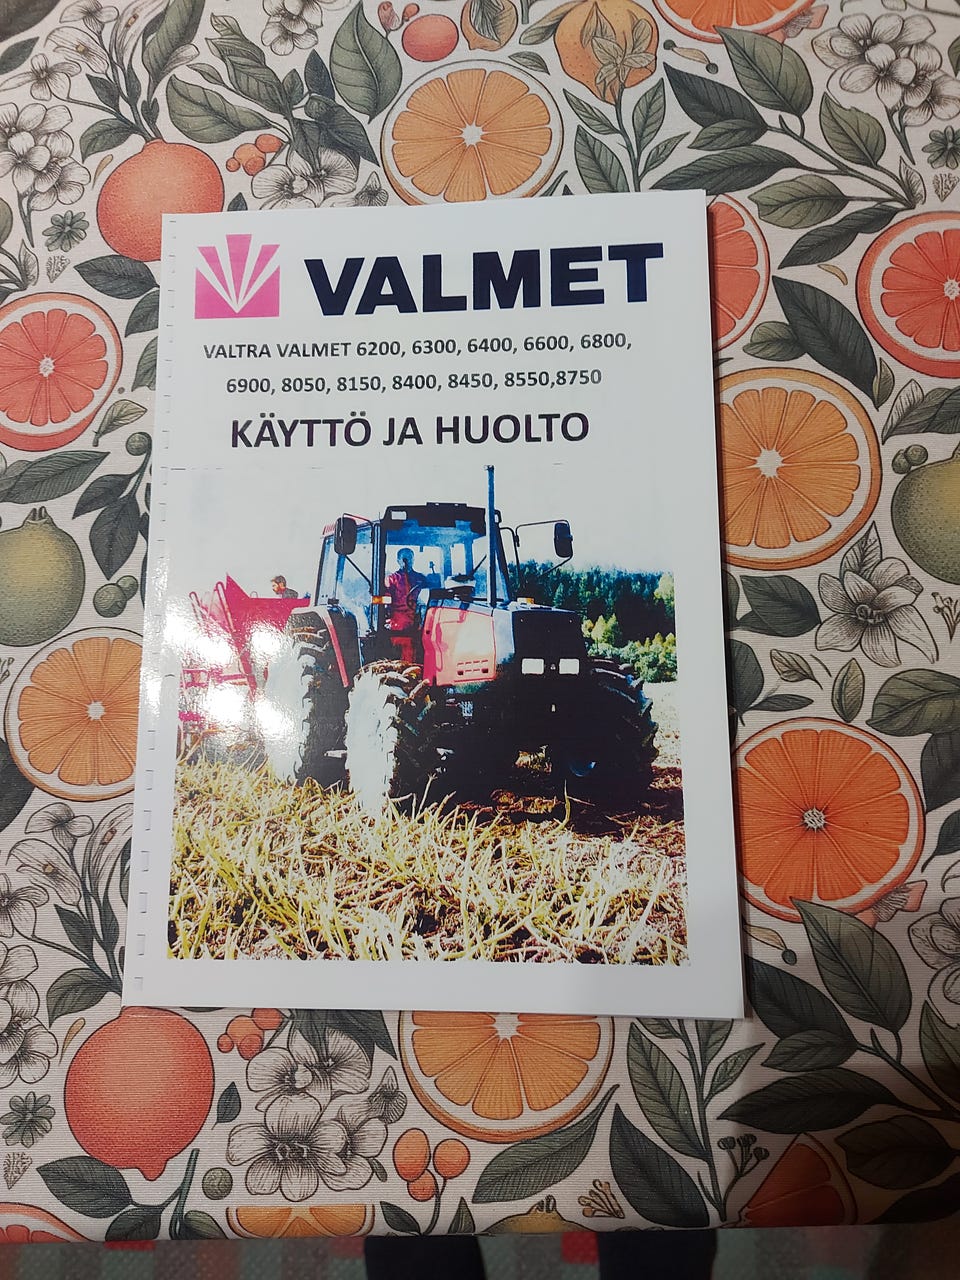 VALMET
VALTRA VALMET 6200, 6300, 6400, 6600, 6800,
6900, 8050, 8150, 8400, 8450, 8550,8750
KÄYTTÖ JA HUOLTO